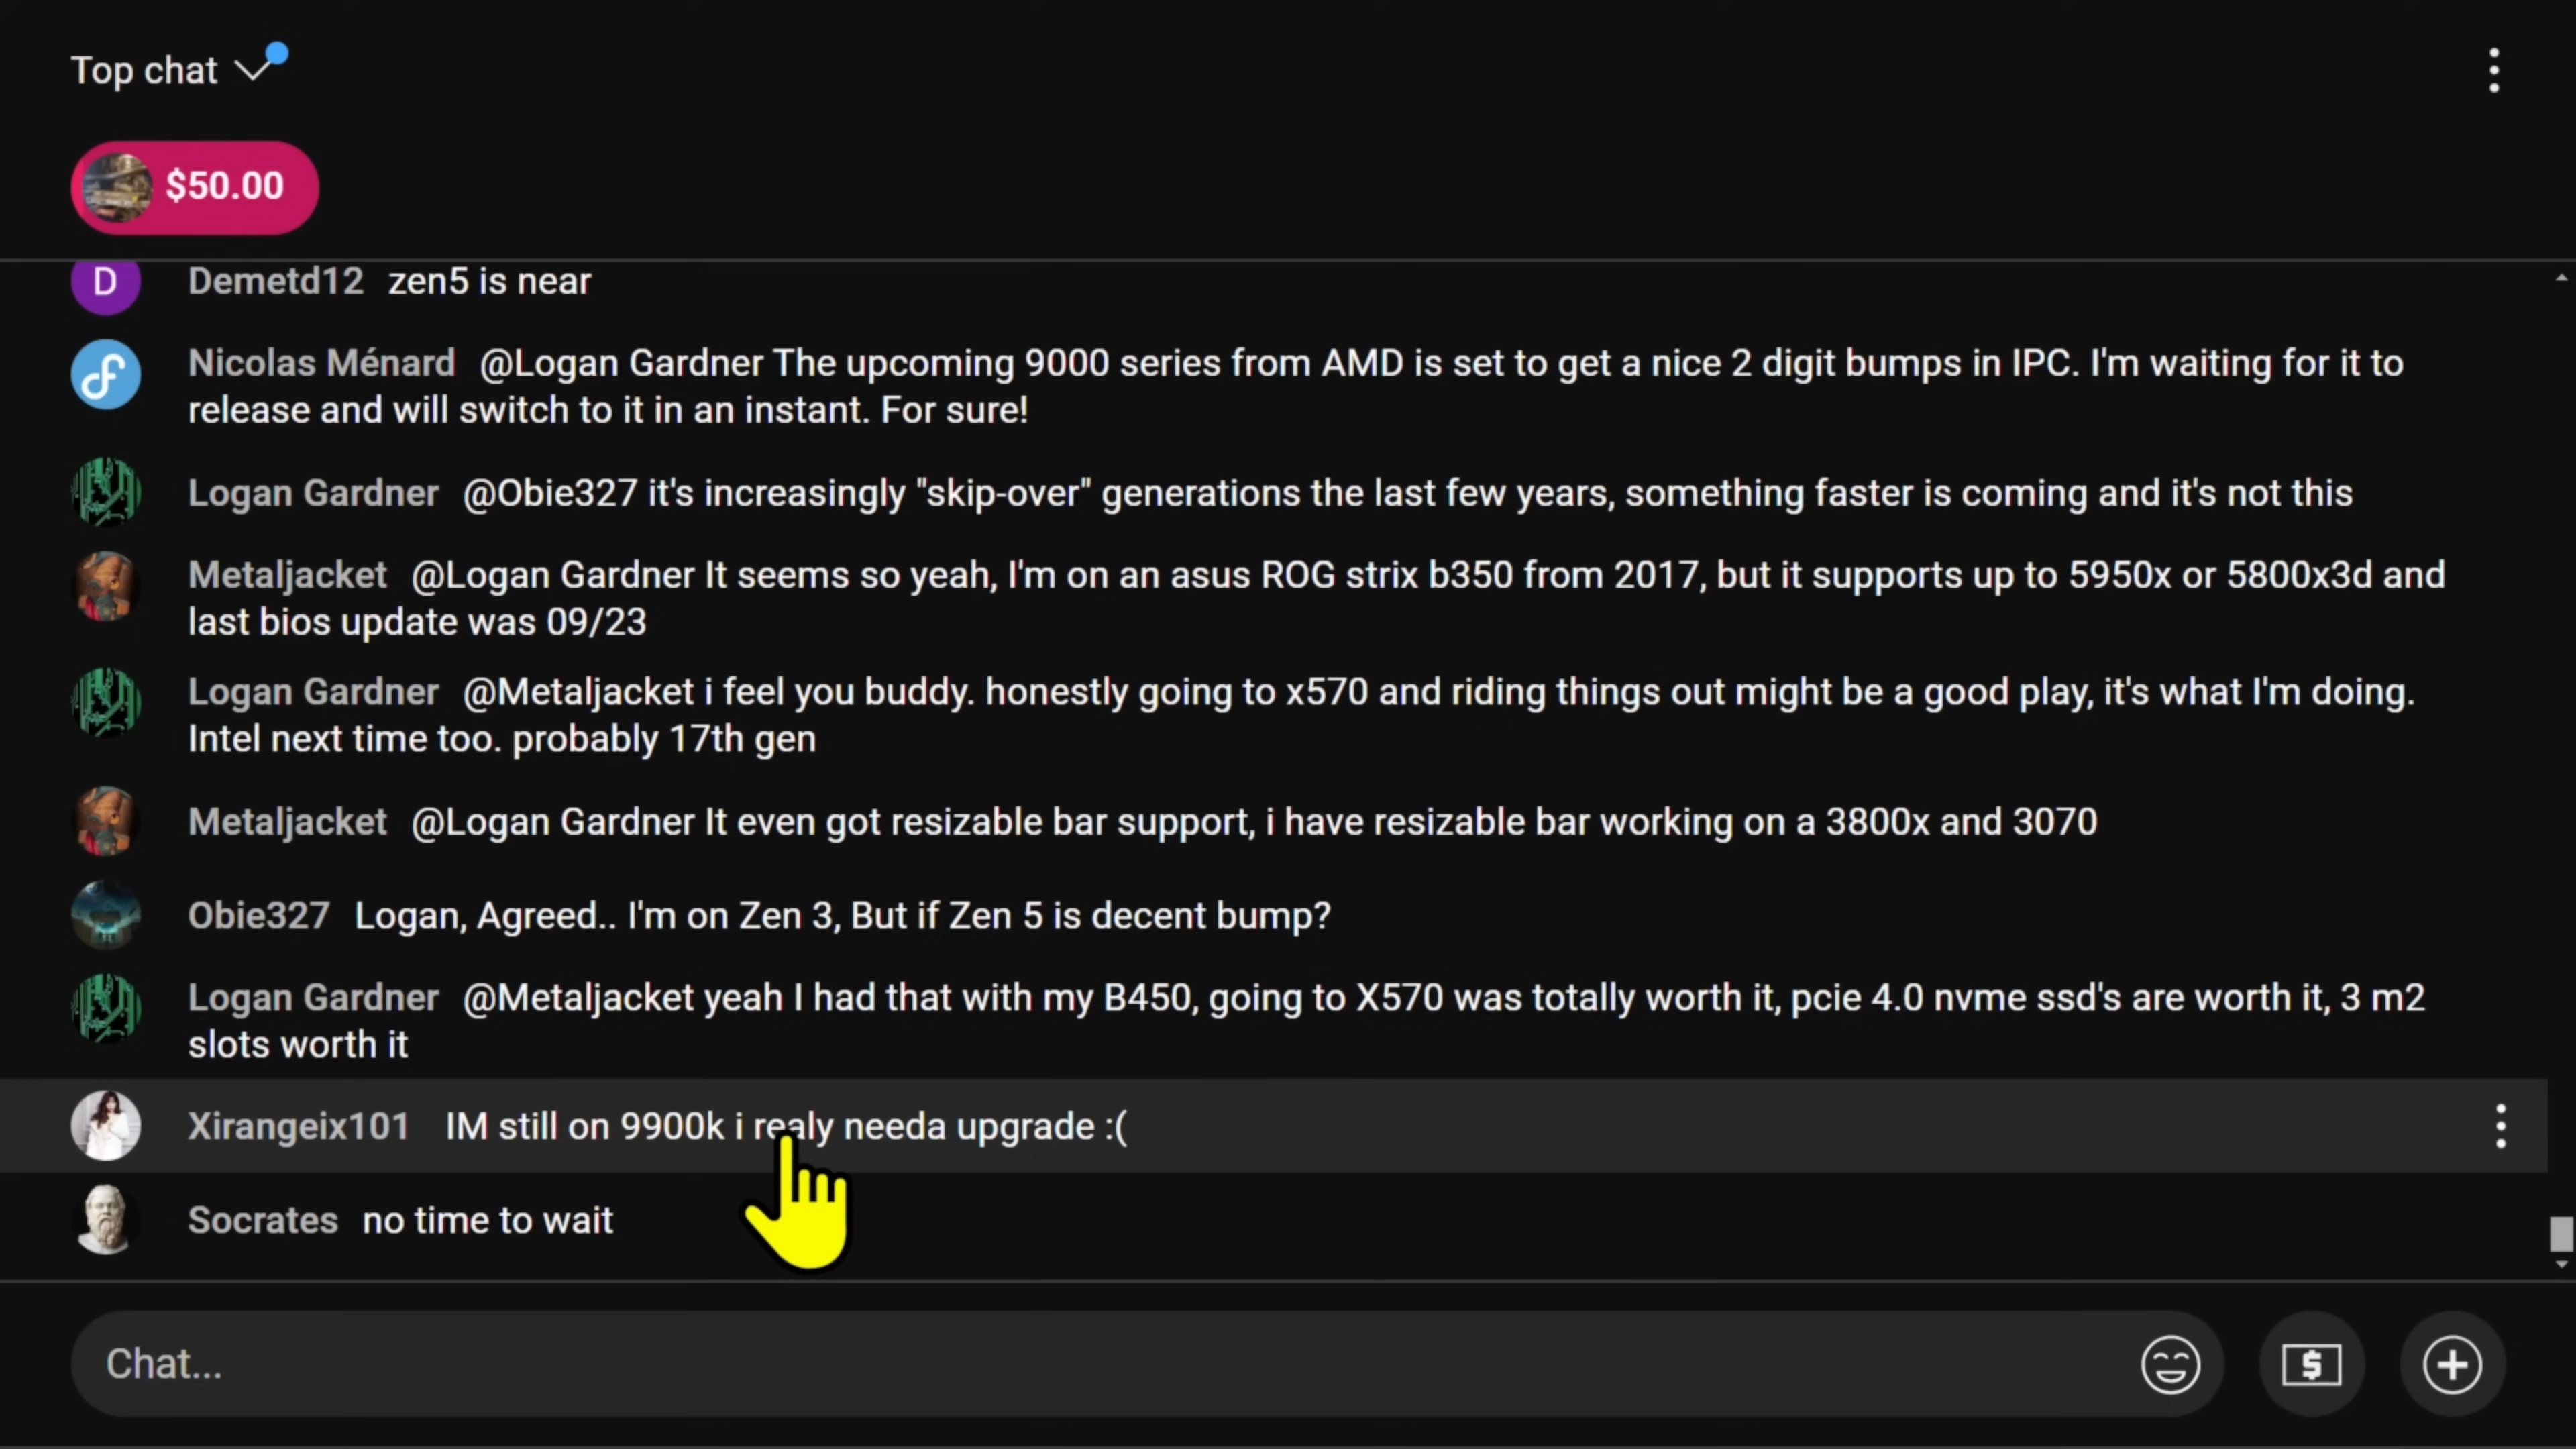 Top chat
$50.00
D Demetd12 zen5 is near
Nicolas Ménard @Logan Gardner The upcoming 9000 series from AMD is set to get a nice 2 digit bumps in IPC. I'm waiting for it to
release and will switch to it in an instant. For sure!
Logan Gardner @Obie327 it's increasingly "skip-over" generations the last few years, something faster is coming and it's not this
Metaljacket @Logan Gardner It seems so yeah, I'm on an asus ROG strix b350 from 2017, but it supports up to 5950x or 5800x3d and
last bios update was 09/23
Logan Gardner @Metaljacket i feel you buddy. honestly going to x570 and riding things out might be a good play, it's what I'm doing.
Intel next time too. probably 17th gen
Metaljacket @Logan Gardner It even got resizable bar support, i have resizable bar working on a 3800x and 3070
Obie327 Logan, Agreed.. I'm on Zen 3, But if Zen 5 is decent bump?
Logan Gardner @Metaljacket yeah I had that with my B450, going to X570 was totally worth it, pcie 4.0 nvme ssd's are worth it, 3 m2
slots worth it
Xirangeix101 IM still on 9900k i realy needa upgrade :(
Socrates no time to wait
Chat...